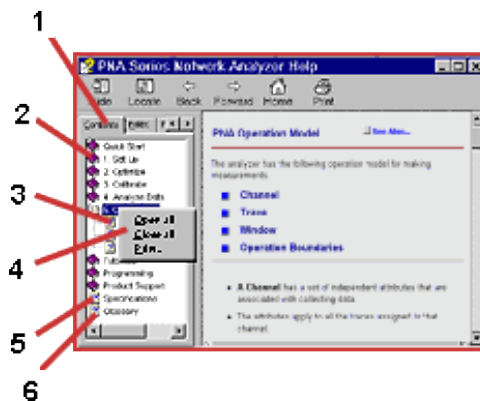 1
PNA Series Network Analyzer Help
Hide Locate Back Forward Home Print
2
Contents Index
PNA Operation Model
See Also...
Quick Start
1. Set Up
The analyzer has the following operation model for making
measurements.
2. Optimize
3. Calibrate
4. Analyze Data
Channel
3
Trace
Open all
Window
4
Close all
Operation Boundaries
Print...
Programming
Product Support
A Channel has a set of independent attributes that are
associated with collecting data.
5
Specifications
The attributes apply to all the traces assigned to that
channel.
6
Glossary